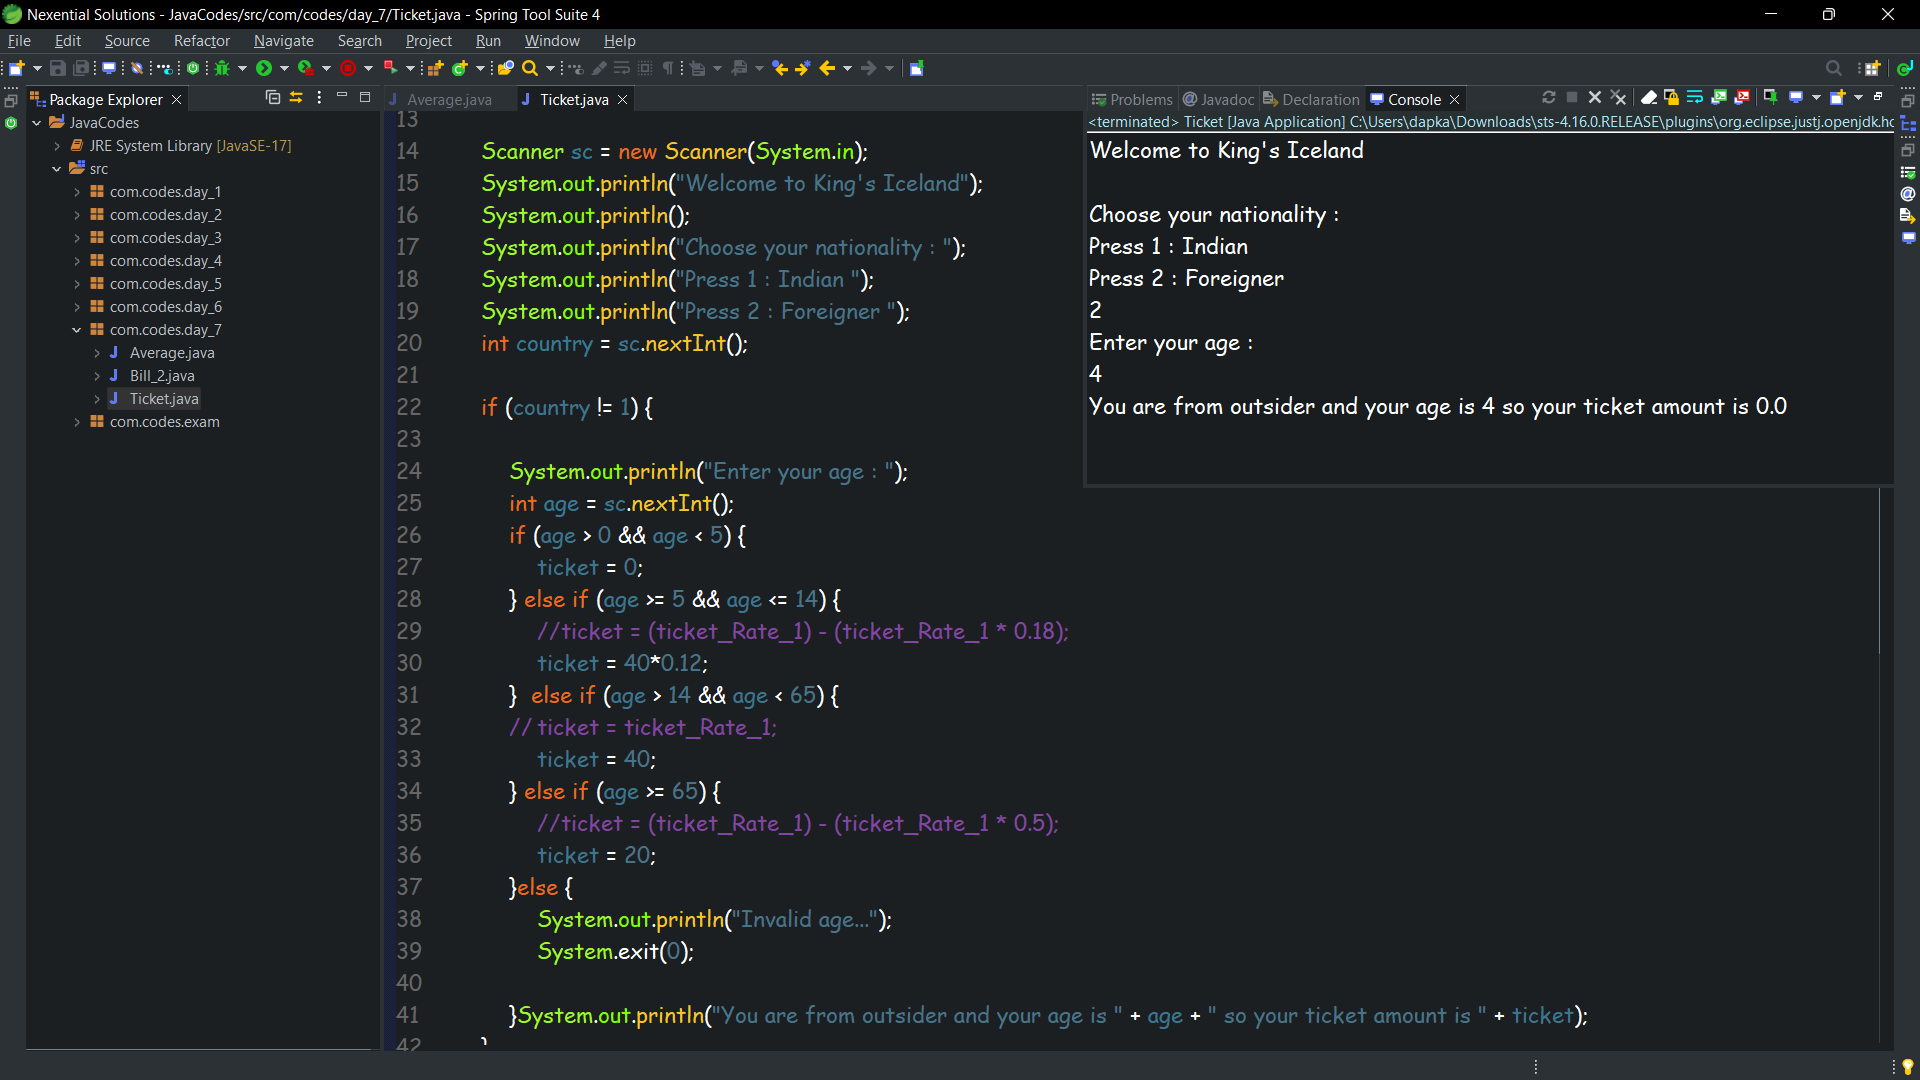 Nexential Solutions - JavaCodes/src/com/codes/day_7/Ticket.java - Spring Tool Suite 4
File Edit Source Refactor Navigate Search Project Run Window Help
Package Explorer
JavaCodes
JRE System Library [JavaSE-17]
src
com.codes.day_1
com.codes.day_2
com.codes.day_3
com.codes.day_4
com.codes.day_5
com.codes.day_6
com.codes.day_7
Average.java
Bill_2.java
Ticket.java
com.codes.exam
Average.java Ticket.java
13
14 Scanner sc = new Scanner(System.in);
15 System.out.println("Welcome to King's Iceland");
16 System.out.println();
17 System.out.println("Choose your nationality : ");
18 System.out.println("Press 1 : Indian ");
19 System.out.println("Press 2 : Foreigner ");
20 int country = sc.nextInt();
21
22 if (country != 1) {
23
24 System.out.println("Enter your age : ");
25 int age = sc.nextInt();
26 if (age > 0 && age < 5) {
27 ticket = 0;
28 } else if (age >= 5 && age <= 14) {
29 //ticket = (ticket_Rate_1) - (ticket_Rate_1 * 0.18);
30 ticket = 40*0.12;
31 } else if (age > 14 && age < 65) {
32 // ticket = ticket_Rate_1;
33 ticket = 40;
34 } else if (age >= 65) {
35 //ticket = (ticket_Rate_1) - (ticket_Rate_1 * 0.5);
36 ticket = 20;
37 }else {
38 System.out.println("Invalid age...");
39 System.exit(0);
40
41 }System.out.println("You are from outsider and your age is " + age + " so your ticket amount is " + ticket);
42 }
Problems Javadoc Declaration Console
<terminated> Ticket [Java Application] C:\Users\dapka\Downloads\sts-4.16.0.RELEASE\plugins\org.eclipse.justj.openjdk.ho
Welcome to King's Iceland
Choose your nationality :
Press 1 : Indian
Press 2 : Foreigner
2
Enter your age :
4
You are from outsider and your age is 4 so your ticket amount is 0.0